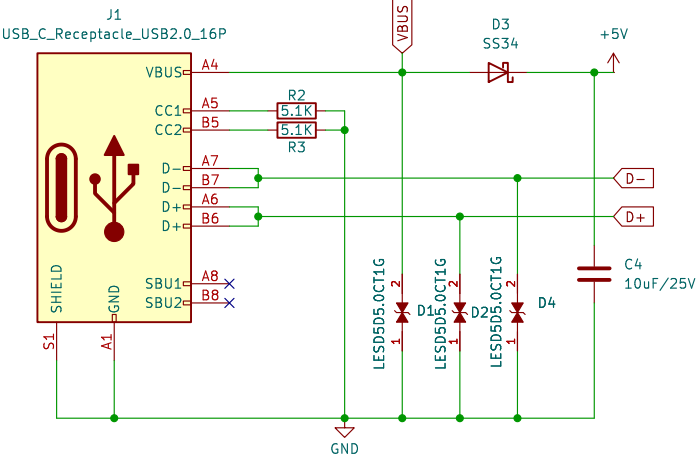 J1
USB_C_Receptacle_USB2.0_16P
VBUS
D3
SS34
+5V
VBUS
A4
CC1
A5
R2
5.1K
CC2
B5
5.1K
R3
D-
A7
D-
B7
D-
D+
A6
D+
D+
B6
SBU1
A8
SBU2
B8
SHIELD
GND
S1
A1
LESD5D5.0CT1G
2
D1
1
LESD5D5.0CT1G
2
D2
1
LESD5D5.0CT1G
2
D4
1
C4
10uF/25V
GND